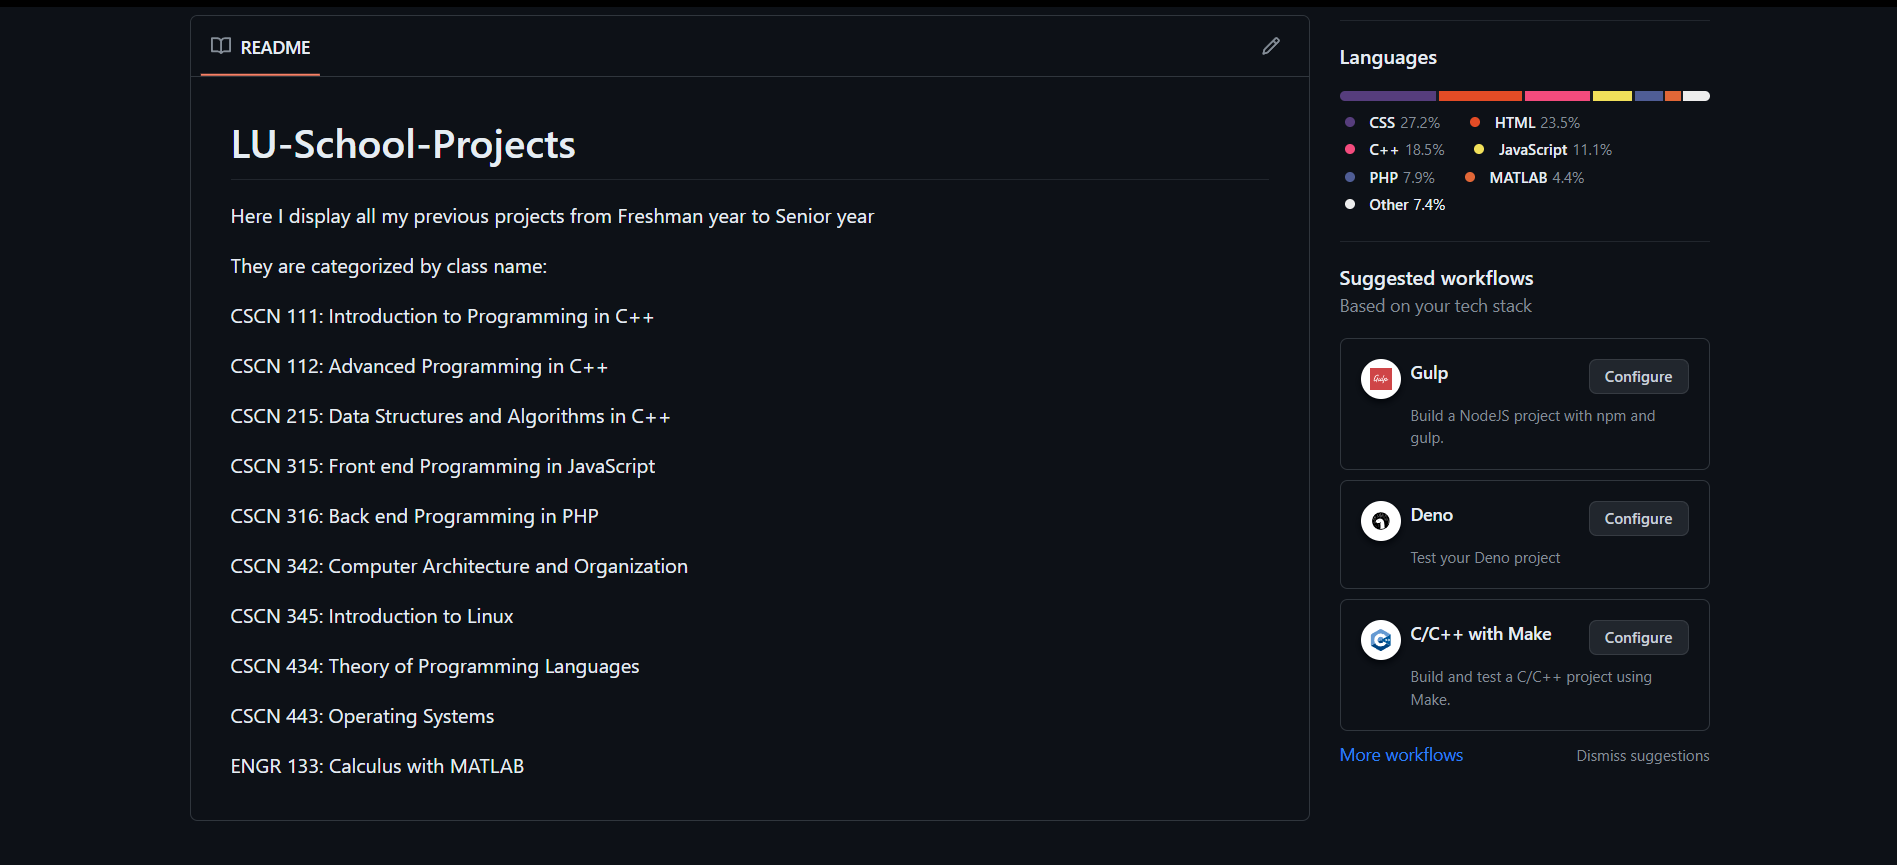 README
LU-School-Projects
Here I display all my previous projects from Freshman year to Senior year
They are categorized by class name:
CSCN 111: Introduction to Programming in C++
CSCN 112: Advanced Programming in C++
CSCN 215: Data Structures and Algorithms in C++
CSCN 315: Front end Programming in JavaScript
CSCN 316: Back end Programming in PHP
CSCN 342: Computer Architecture and Organization
CSCN 345: Introduction to Linux
CSCN 434: Theory of Programming Languages
CSCN 443: Operating Systems
ENGR 133: Calculus with MATLAB
Languages
CSS 27.2% HTML 23.5%
C++ 18.5% JavaScript 11.1%
PHP 7.9% MATLAB 4.4%
Other 7.4%
Suggested workflows
Based on your tech stack
Gulp
Gulp Configure
Build a NodeJS project with npm and
gulp.
Deno Configure
Test your Deno project
C/C++ with Make Configure
Build and test a C/C++ project using
Make.
More workflows Dismiss suggestions